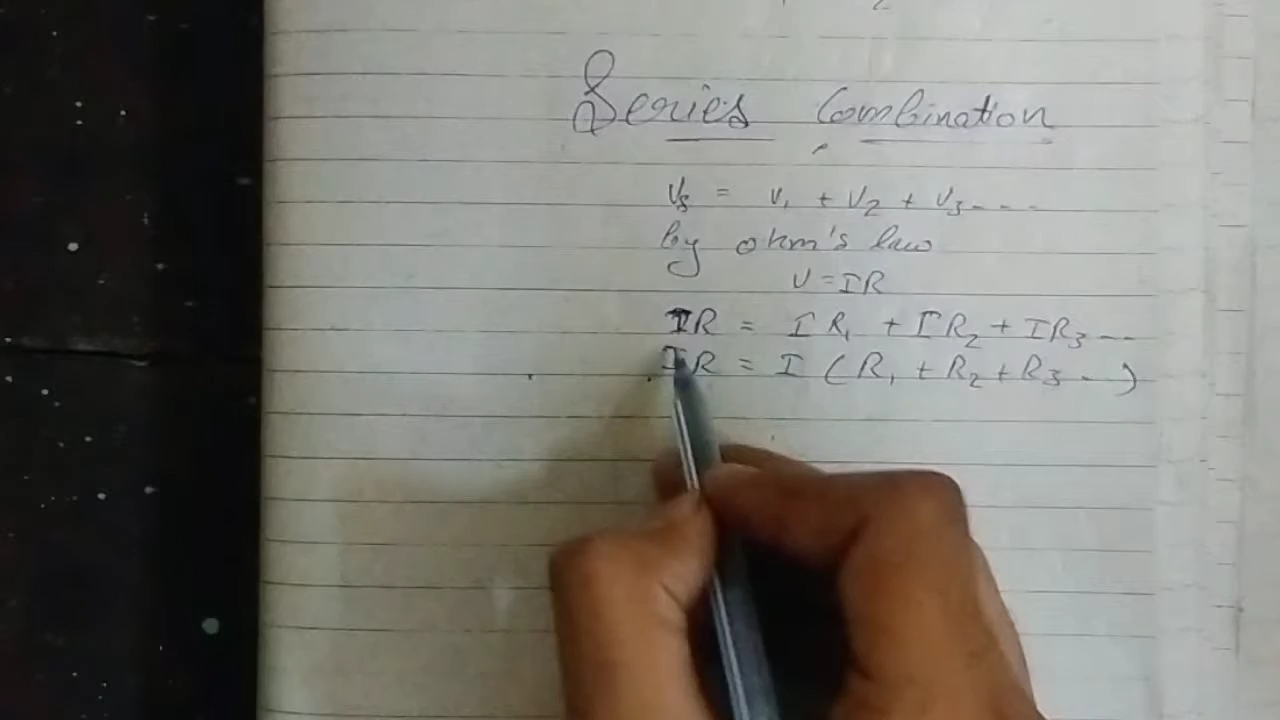 Series Combination
Vs = V₁ + V₂ + V₃ - - -
by ohm's law
V = IR
IR = IR₁ + IR₂ + IR₃ - - -
IR = I (R₁ + R₂ + R₃ - - )